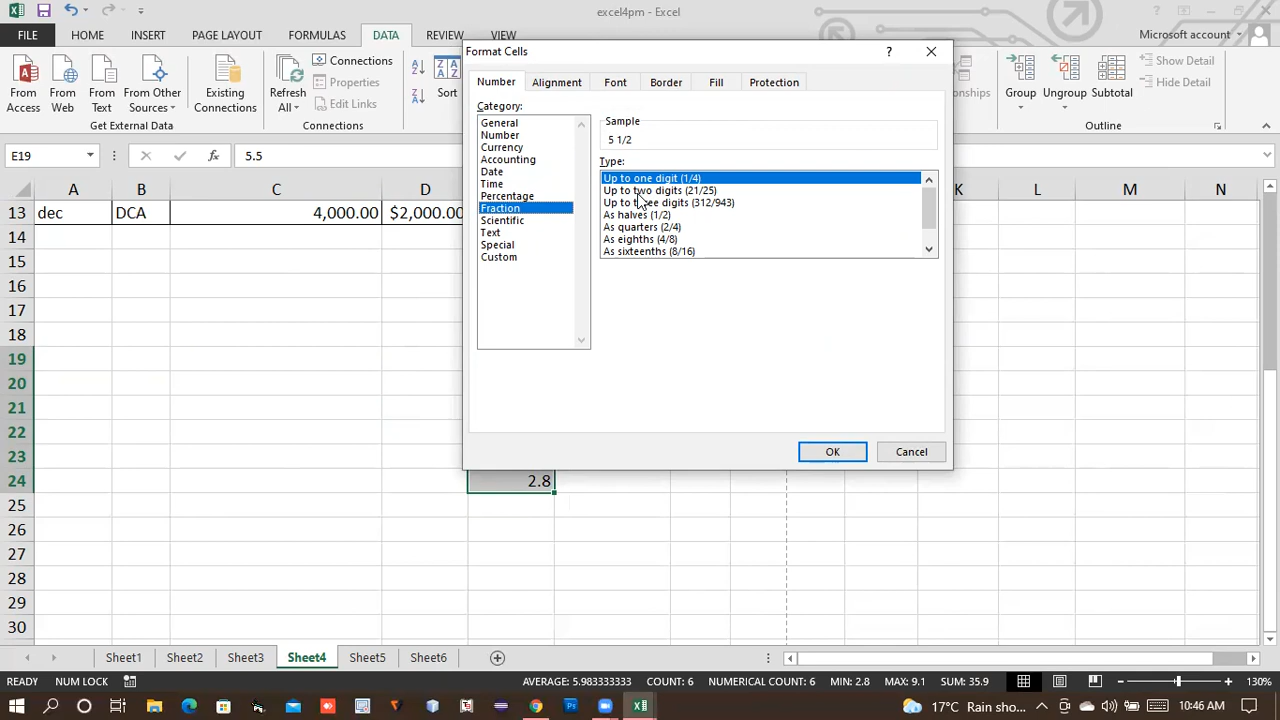 excel4pm - Excel
FILE HOME INSERT PAGE LAYOUT FORMULAS DATA REVIEW VIEW Microsoft account
Format Cells
Number Alignment Font Border Fill Protection
From Access From Web From Text From Other Sources Existing Connections Refresh All Connections Properties Edit Links Sort Group Ungroup Subtotal Show Detail Hide Detail
Get External Data Connections Outline
Category:
General
Number
Currency
Accounting
Date
Time
Percentage
Fraction
Scientific
Text
Special
Custom
Sample
5 1/2
Type:
Up to one digit (1/4)
Up to two digits (21/25)
Up to three digits (312/943)
As halves (1/2)
As quarters (2/4)
As eighths (4/8)
As sixteenths (8/16)
OK Cancel
E19 5.5
A B C D K L M N
13 dec DCA 4,000.00 $2,000.00
14
15
16
17
18
19
20
21
22
23
24 2.8
25
26
27
28
29
30
Sheet1 Sheet2 Sheet3 Sheet4 Sheet5 Sheet6
READY NUM LOCK AVERAGE: 5.983333333 COUNT: 6 NUMERICAL COUNT: 6 MIN: 2.8 MAX: 9.1 SUM: 35.9 130%
17°C Rain sho... 10:46 AM